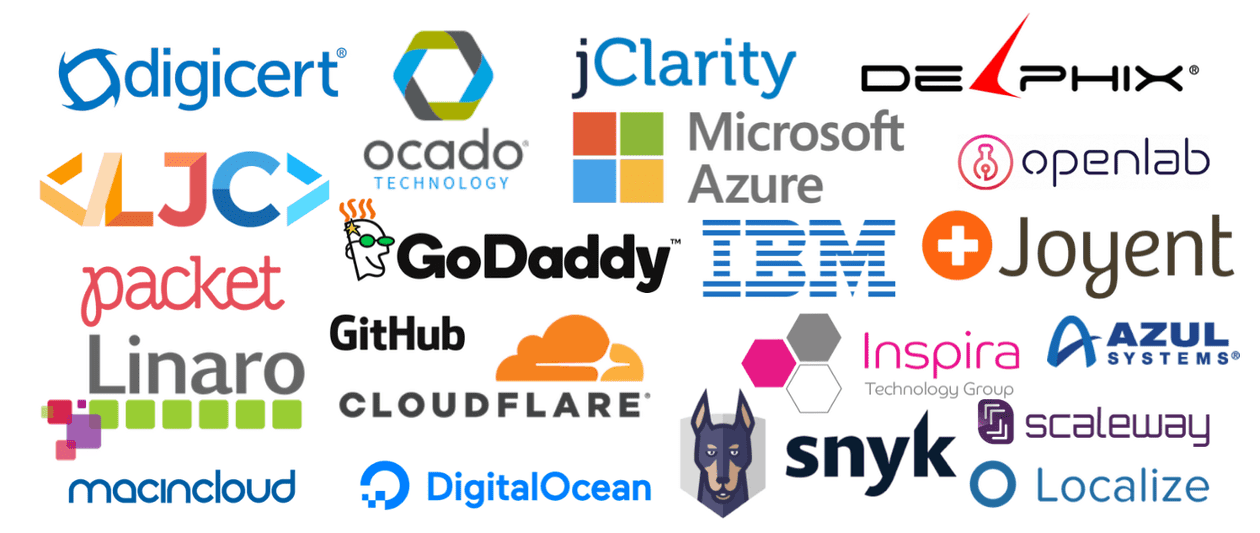 digicert®
ocado®
TECHNOLOGY
jClarity
DELPHIX®
<LJC>
Microsoft
Azure
openlab
GoDaddy™
IBM
Joyent
packet
Linaro
GitHub
CLOUDFLARE®
Inspira
Technology Group
AZUL
SYSTEMS®
snyk
scaleway
macincloud
DigitalOcean
Localize